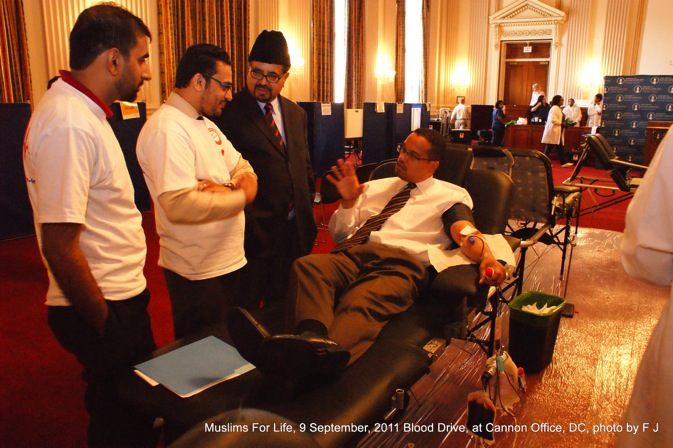 Muslims For Life, 9 September, 2011 Blood Drive, at Cannon Office, DC, photo by F J